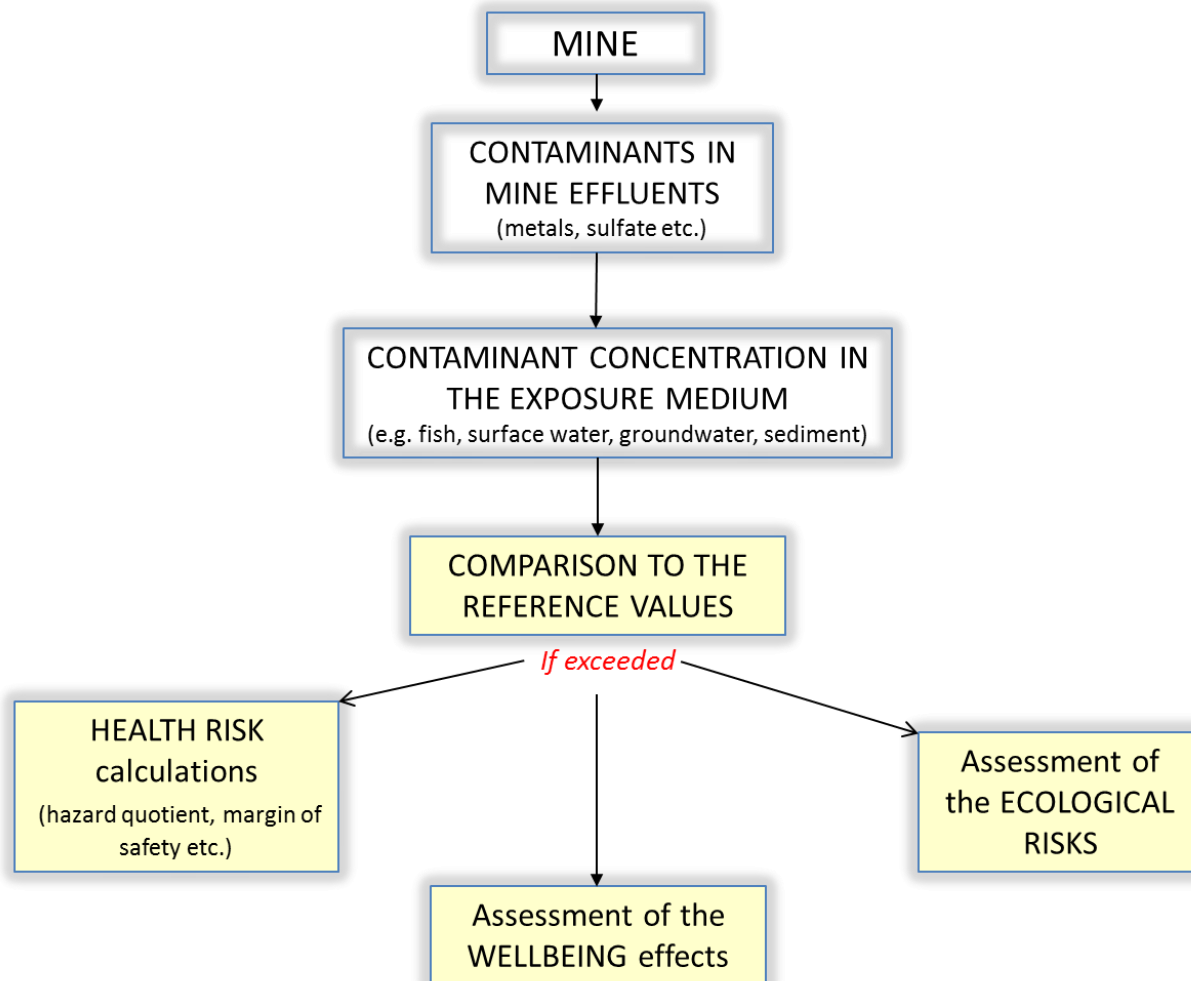 MINE
CONTAMINANTS IN
MINE EFFLUENTS
(metals, sulfate etc.)
CONTAMINANT CONCENTRATION IN
THE EXPOSURE MEDIUM
(e.g. fish, surface water, groundwater, sediment)
COMPARISON TO THE
REFERENCE VALUES
If exceeded
HEALTH RISK
calculations
(hazard quotient, margin of
safety etc.)
Assessment of
the ECOLOGICAL
RISKS
Assessment of the
WELLBEING effects